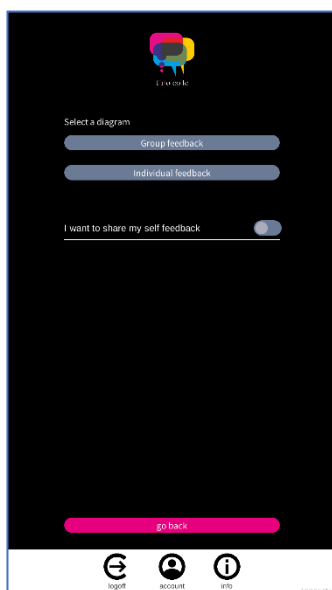 Select a diagram
Group feedback
Individual feedback
I want to share my self feedback
go back
logoff account info